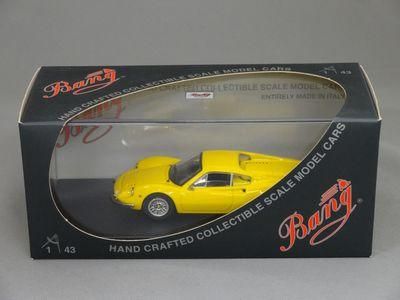 Bang
HAND CRAFTED COLLECTIBLE SCALE MODEL CARS
ENTIRELY MADE IN ITALY
1 43
Bang
1 43
HAND CRAFTED COLLECTIBLE SCALE MODEL CARS
Bang